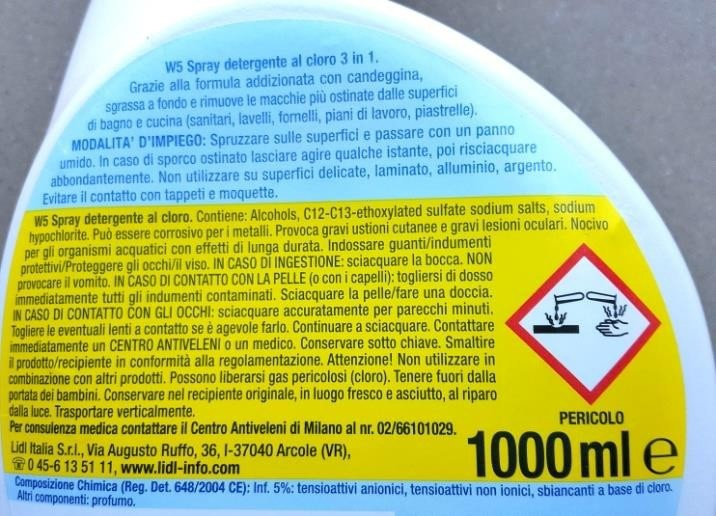 W5 Spray detergente al cloro 3 in 1.
Grazie alla formula addizionata con candeggina,
sgrassa a fondo e rimuove le macchie più ostinate dalle superfici
di bagno e cucina (sanitari, lavelli, fornelli, piani di lavoro, piastrelle).
MODALITA' D'IMPIEGO: Spruzzare sulle superfici e passare con un panno
umido. In caso di sporco ostinato lasciare agire qualche istante, poi risciacquare
abbondantemente. Non utilizzare su superfici delicate, laminato, alluminio, argento.
Evitare il contatto con tappeti e moquette.
W5 Spray detergente al cloro. Contiene: Alcohols, C12-C13-ethoxylated sulfate sodium salts, sodium
hypochlorite. Può essere corrosivo per i metalli. Provoca gravi ustioni cutanee e gravi lesioni oculari. Nocivo
per gli organismi acquatici con effetti di lunga durata. Indossare guanti/indumenti
protettivi/Proteggere gli occhi/il viso. IN CASO DI INGESTIONE: sciacquare la bocca. NON
provocare il vomito. IN CASO DI CONTATTO CON LA PELLE (o con i capelli): togliersi di dosso
immediatamente tutti gli indumenti contaminati. Sciacquare la pelle/fare una doccia.
IN CASO DI CONTATTO CON GLI OCCHI: sciacquare accuratamente per parecchi minuti.
Togliere le eventuali lenti a contatto se è agevole farlo. Continuare a sciacquare. Contattare
immediatamente un CENTRO ANTIVELENI o un medico. Conservare sotto chiave. Smaltire
il prodotto/recipiente in conformità alla regolamentazione. Attenzione! Non utilizzare in
combinazione con altri prodotti. Possono liberarsi gas pericolosi (cloro). Tenere fuori dalla
portata dei bambini. Conservare nel recipiente originale, in luogo fresco e asciutto, al riparo
dalla luce. Trasportare verticalmente.
Per consulenza medica contattare il Centro Antiveleni di Milano al nr. 02/66101029.
Lidl Italia S.r.l., Via Augusto Ruffo, 36, I-37040 Arcole (VR),
☎ 0 45-6 13 51 11, www.lidl-info.com
PERICOLO
1000 ml e
Composizione Chimica (Reg. Det. 648/2004 CE): Inf. 5%: tensioattivi anionici, tensioattivi non ionici, sbiancanti a base di cloro.
Altri componenti: profumo.